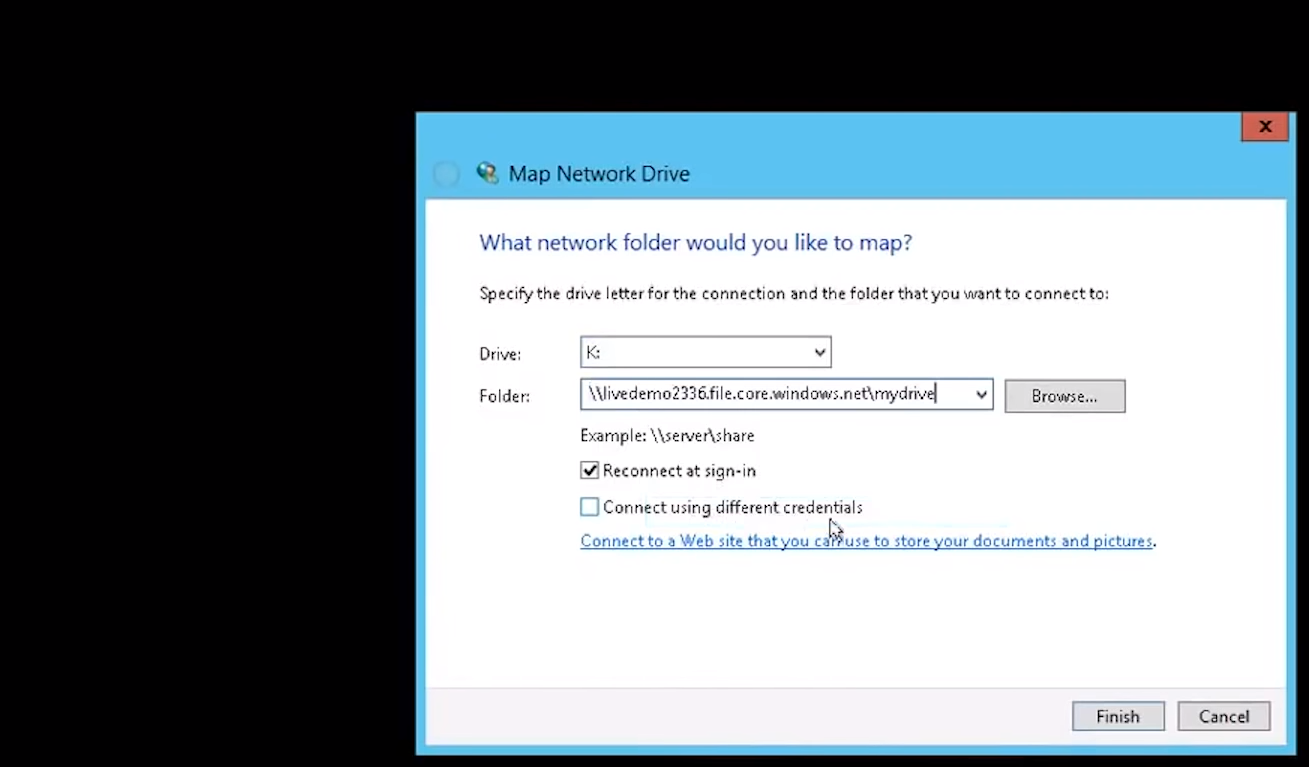 x
Map Network Drive
What network folder would you like to map?
Specify the drive letter for the connection and the folder that you want to connect to:
Drive: K:
Folder: \\livedemo2336.file.core.windows.net\mydrive Browse...
Example: \\server\share
Reconnect at sign-in
Connect using different credentials
Connect to a Web site that you can use to store your documents and pictures.
Finish Cancel